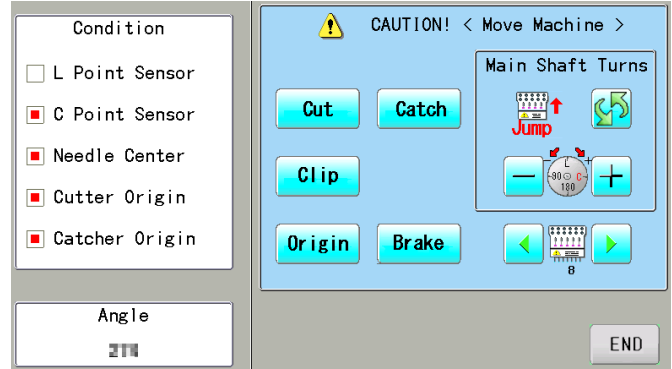 Condition
L Point Sensor
C Point Sensor
Needle Center
Cutter Origin
Catcher Origin
Angle
CAUTION! < Move Machine >
Main Shaft Turns
Cut
Catch
Jump
Clip
L
90
C
180
Origin
Brake
8
END